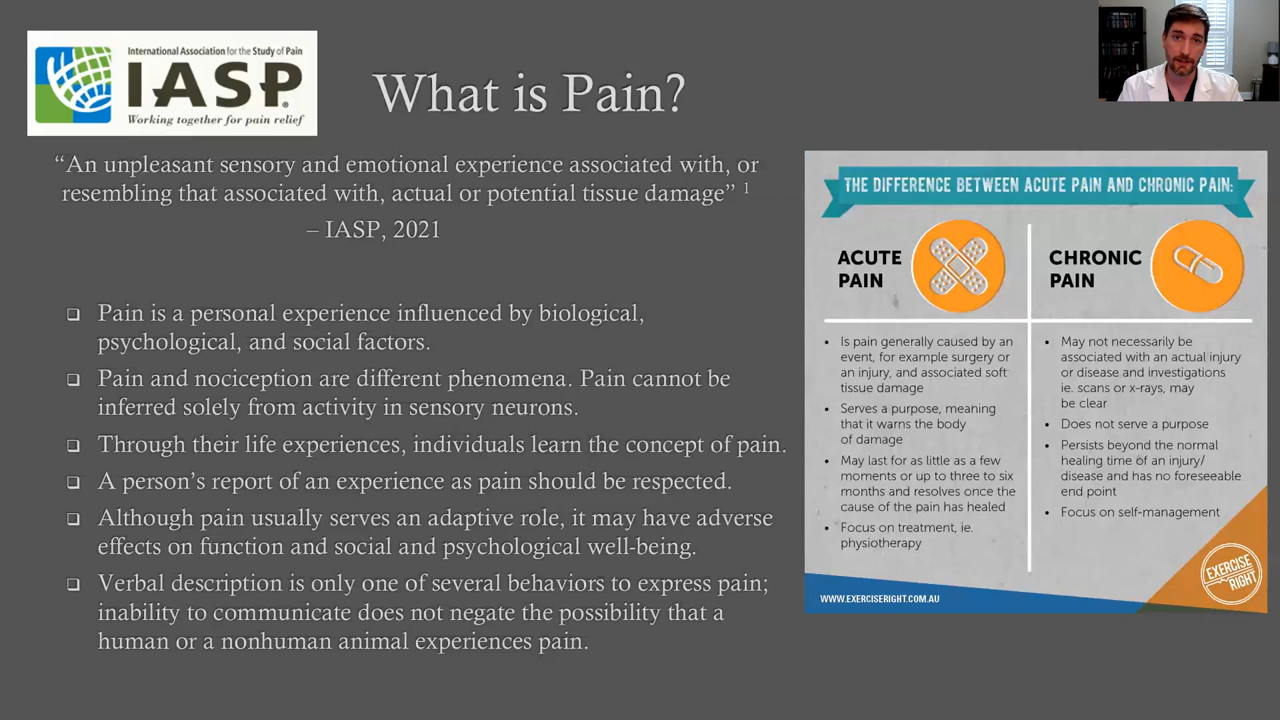 International Association for the Study of Pain
IASP®
Working together for pain relief
What is Pain?
“An unpleasant sensory and emotional experience associated with, or
resembling that associated with, actual or potential tissue damage” 1
– IASP, 2021
Pain is a personal experience influenced by biological,
psychological, and social factors.
Pain and nociception are different phenomena. Pain cannot be
inferred solely from activity in sensory neurons.
Through their life experiences, individuals learn the concept of pain.
A person’s report of an experience as pain should be respected.
Although pain usually serves an adaptive role, it may have adverse
effects on function and social and psychological well-being.
Verbal description is only one of several behaviors to express pain;
inability to communicate does not negate the possibility that a
human or a nonhuman animal experiences pain.
THE DIFFERENCE BETWEEN ACUTE PAIN AND CHRONIC PAIN:
ACUTE
PAIN
• Is pain generally caused by an
event, for example surgery or
an injury, and associated soft
tissue damage
• Serves a purpose, meaning
that it warns the body
of damage
• May last for as little as a few
moments or up to three to six
months and resolves once the
cause of the pain has healed
• Focus on treatment, ie.
physiotherapy
CHRONIC
PAIN
• May not necessarily be
associated with an actual injury
or disease and investigations
ie. scans or x-rays, may
be clear
• Does not serve a purpose
• Persists beyond the normal
healing time of an injury/
disease and has no foreseeable
end point
• Focus on self-management
WWW.EXERCISERIGHT.COM.AU
EXERCISE
RIGHT